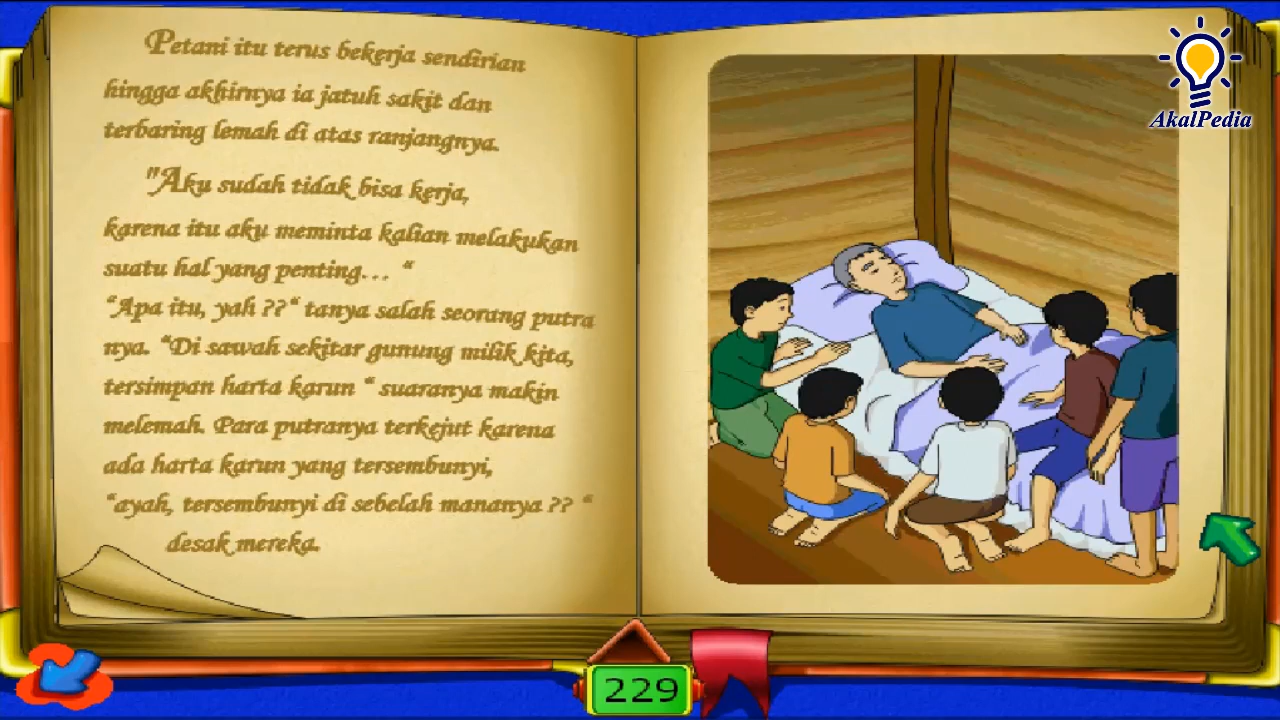 Petani itu terus bekerja sendirian
hingga akhirnya ia jatuh sakit dan
terbaring lemah di atas ranjangnya.
"Aku sudah tidak bisa kerja,
karena itu aku meminta kalian melakukan
suatu hal yang penting... “
“Apa itu, yah ??“ tanya salah seorang putra
nya. “Di sawah sekitar gunung milik kita,
tersimpan harta karun “ suaranya makin
melemah. Para putranya terkejut karena
ada harta karun yang tersembunyi,
“ayah, tersembunyi di sebelah mananya ?? “
desak mereka.
AkalPedia
229